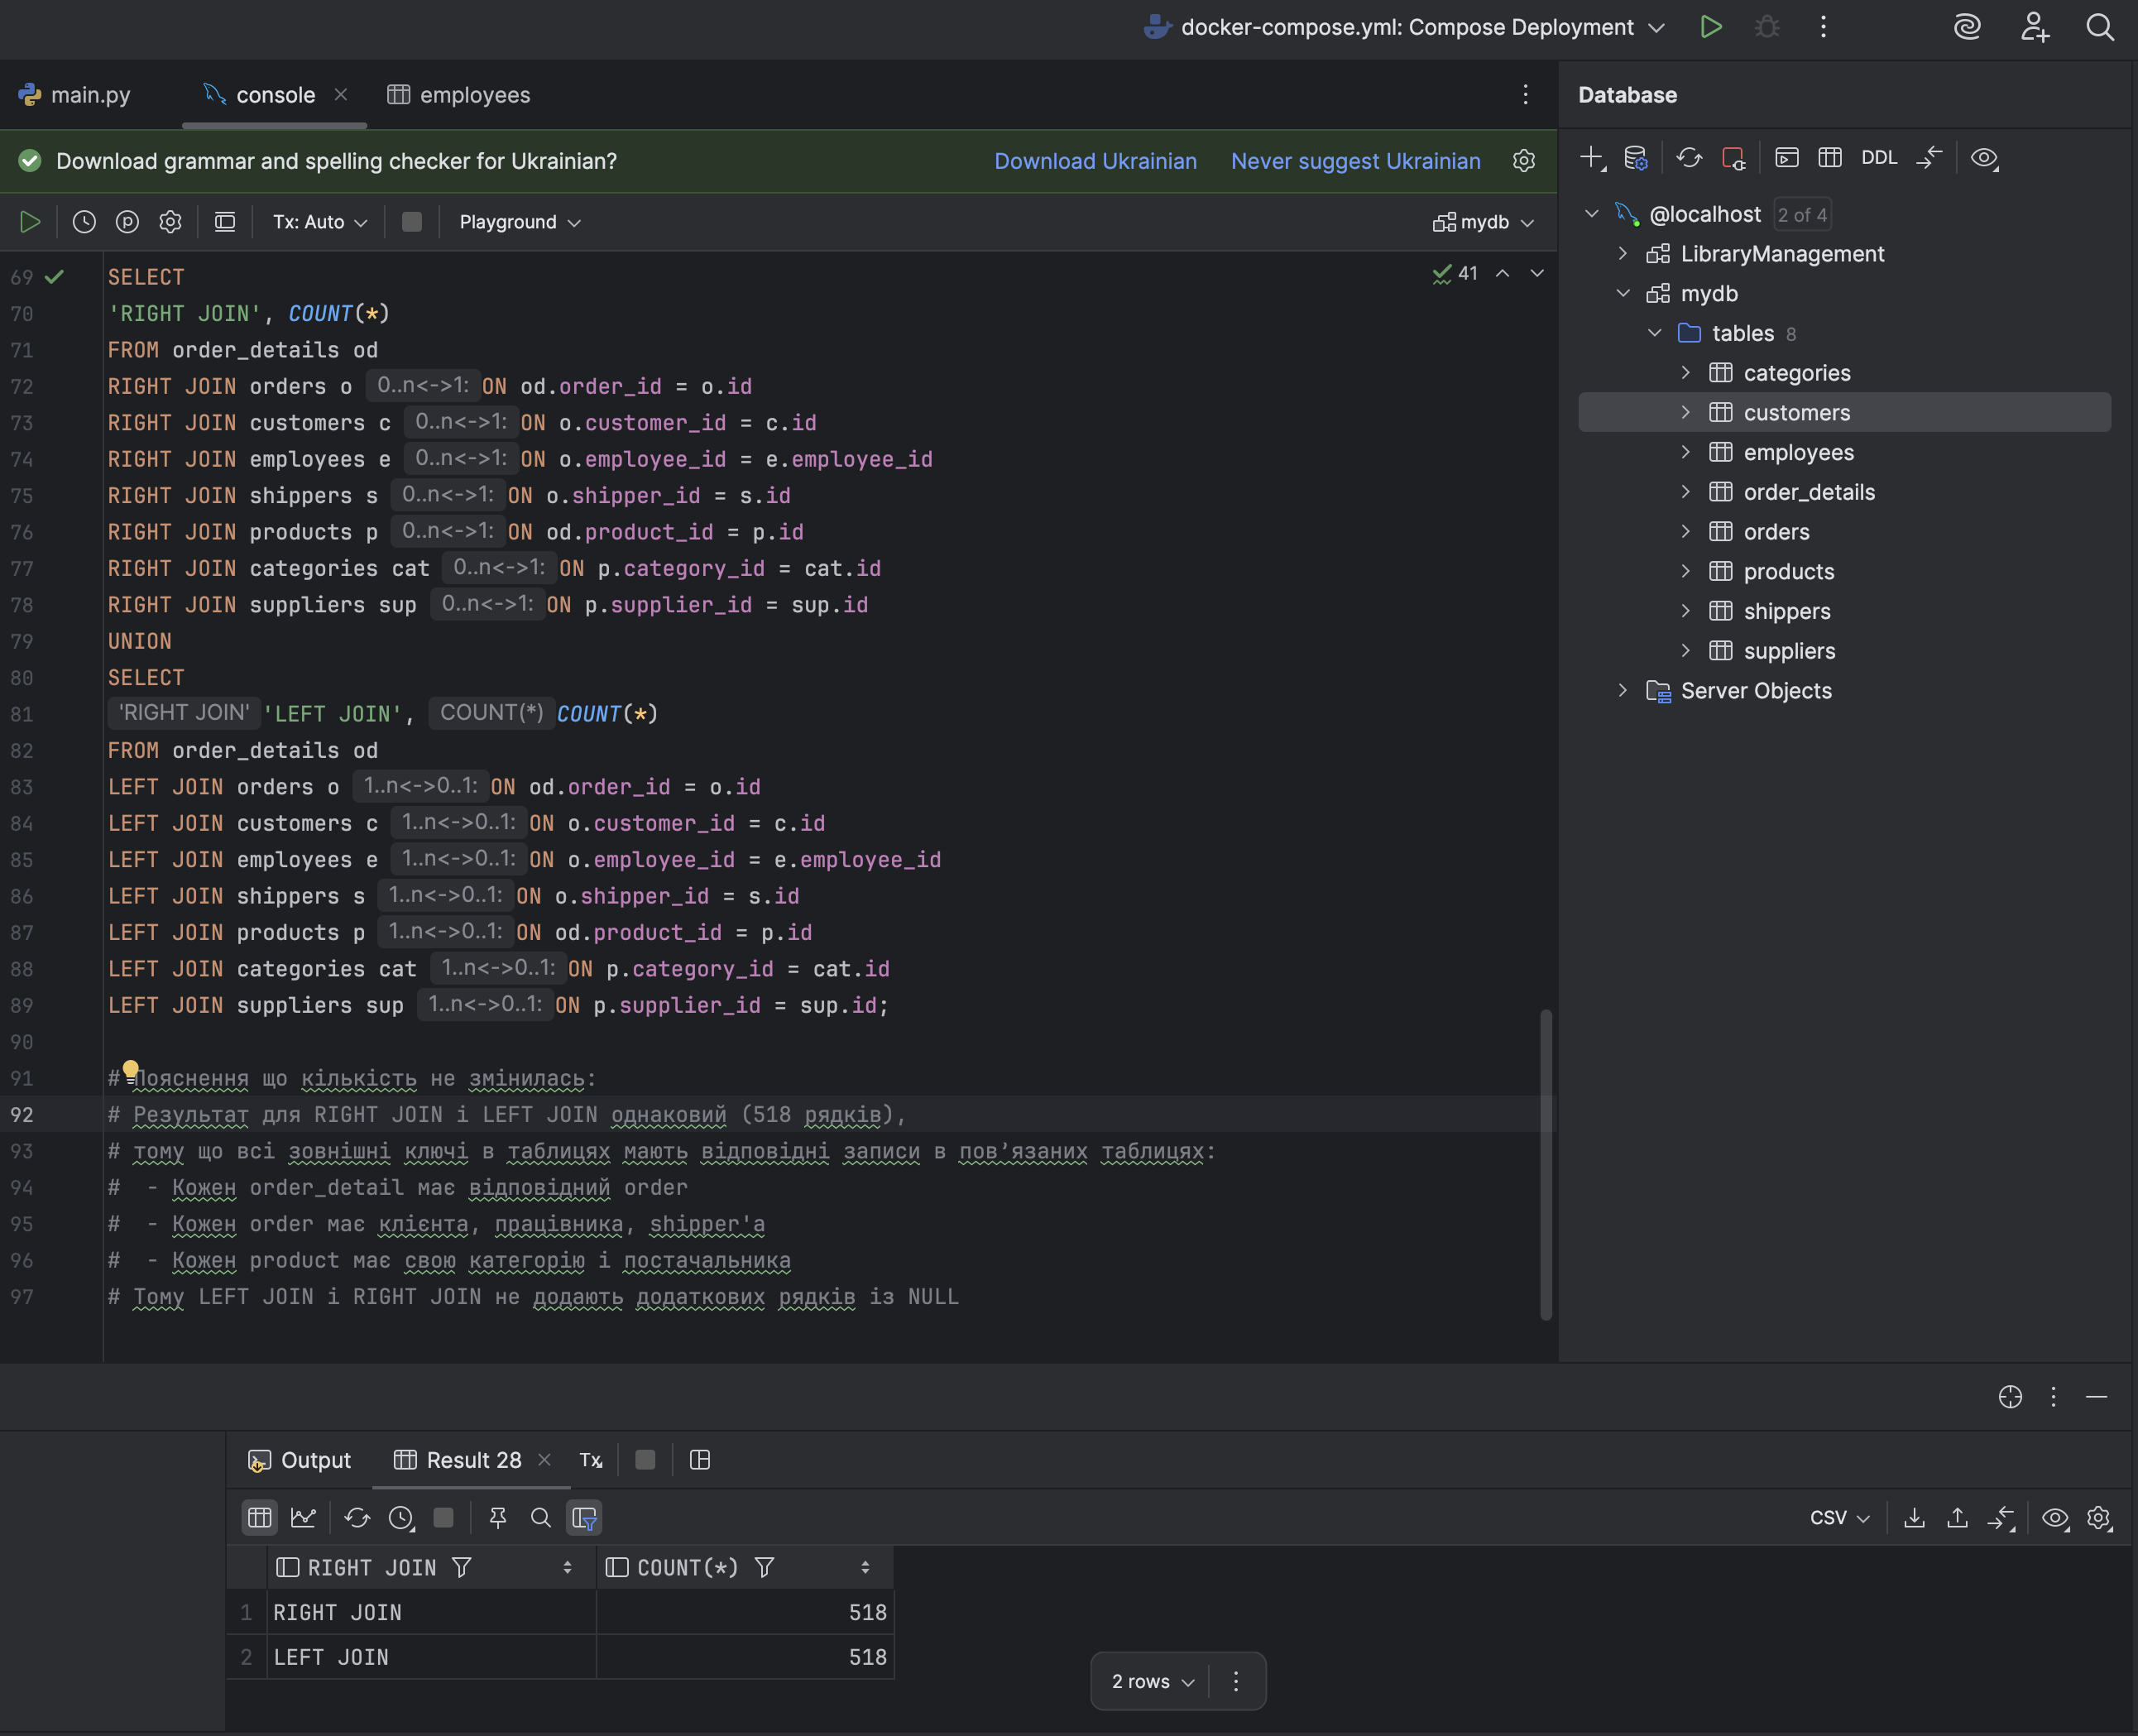 docker-compose.yml: Compose Deployment
main.py
console
employees
Database
Download grammar and spelling checker for Ukrainian?
Download Ukrainian
Never suggest Ukrainian
DDL
Tx: Auto
Playground
mydb
@localhost 2 of 4
LibraryManagement
mydb
tables 8
categories
customers
employees
order_details
orders
products
shippers
suppliers
Server Objects
41
69 SELECT
70 'RIGHT JOIN', COUNT(*)
71 FROM order_details od
72 RIGHT JOIN orders o 0..n<->1: ON od.order_id = o.id
73 RIGHT JOIN customers c 0..n<->1: ON o.customer_id = c.id
74 RIGHT JOIN employees e 0..n<->1: ON o.employee_id = e.employee_id
75 RIGHT JOIN shippers s 0..n<->1: ON o.shipper_id = s.id
76 RIGHT JOIN products p 0..n<->1: ON od.product_id = p.id
77 RIGHT JOIN categories cat 0..n<->1: ON p.category_id = cat.id
78 RIGHT JOIN suppliers sup 0..n<->1: ON p.supplier_id = sup.id
79 UNION
80 SELECT
81 'RIGHT JOIN' 'LEFT JOIN', COUNT(*) COUNT(*)
82 FROM order_details od
83 LEFT JOIN orders o 1..n<->0..1: ON od.order_id = o.id
84 LEFT JOIN customers c 1..n<->0..1: ON o.customer_id = c.id
85 LEFT JOIN employees e 1..n<->0..1: ON o.employee_id = e.employee_id
86 LEFT JOIN shippers s 1..n<->0..1: ON o.shipper_id = s.id
87 LEFT JOIN products p 1..n<->0..1: ON od.product_id = p.id
88 LEFT JOIN categories cat 1..n<->0..1: ON p.category_id = cat.id
89 LEFT JOIN suppliers sup 1..n<->0..1: ON p.supplier_id = sup.id;
90
91 # Пояснення що кількість не змінилась:
92 # Результат для RIGHT JOIN і LEFT JOIN однаковий (518 рядків),
93 # тому що всі зовнішні ключі в таблицях мають відповідні записи в пов’язаних таблицях:
94 #  - Кожен order_detail має відповідний order
95 #  - Кожен order має клієнта, працівника, shipper'а
96 #  - Кожен product має свою категорію і постачальника
97 # Тому LEFT JOIN і RIGHT JOIN не додають додаткових рядків із NULL
Output
Result 28
Tx
CSV
RIGHT JOIN
COUNT(*)
1 RIGHT JOIN 518
2 LEFT JOIN 518
2 rows